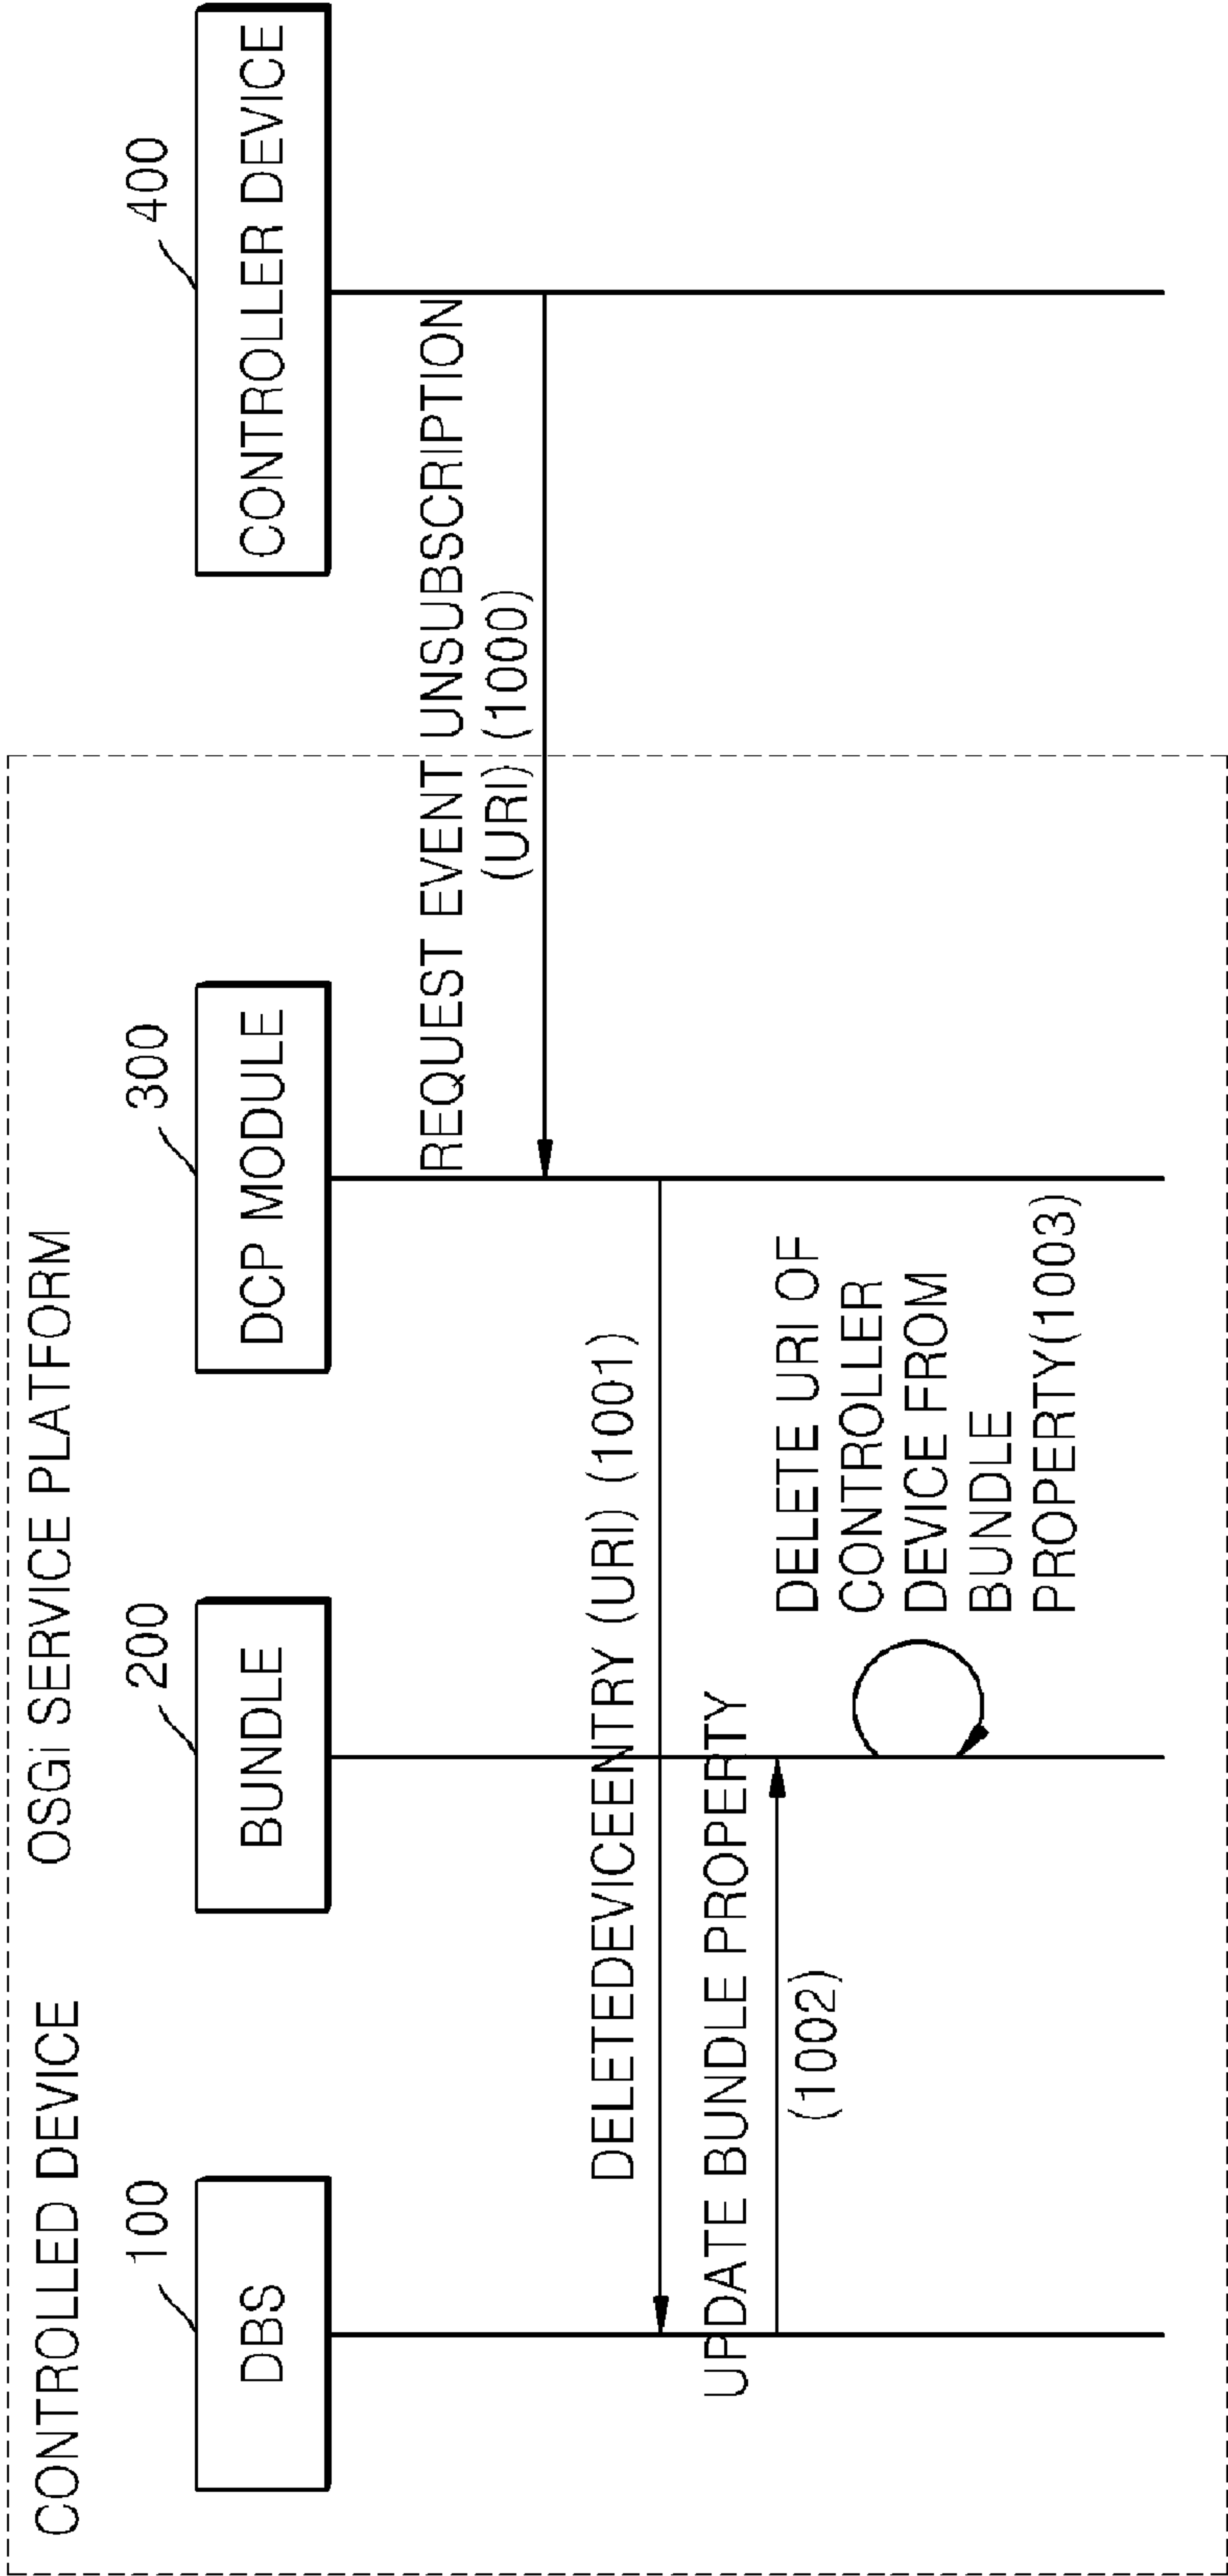 CONTROLLED DEVICE
OSGi SERVICE PLATFORM
100
200
300
400
DBS
BUNDLE
DCP MODULE
CONTROLLER DEVICE
REQUEST EVENT UNSUBSCRIPTION
(URI) (1000)
DELETEDEVICEENTRY (URI) (1001)
UPDATE BUNDLE PROPERTY
(1002)
DELETE URI OF
CONTROLLER
DEVICE FROM
BUNDLE
PROPERTY(1003)